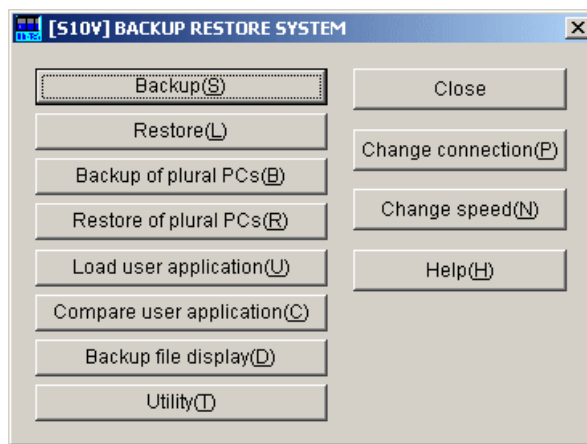 [S10V] BACKUP RESTORE SYSTEM
Backup(S)
Restore(L)
Backup of plural PCs(B)
Restore of plural PCs(R)
Load user application(U)
Compare user application(C)
Backup file display(D)
Utility(T)
Close
Change connection(P)
Change speed(N)
Help(H)